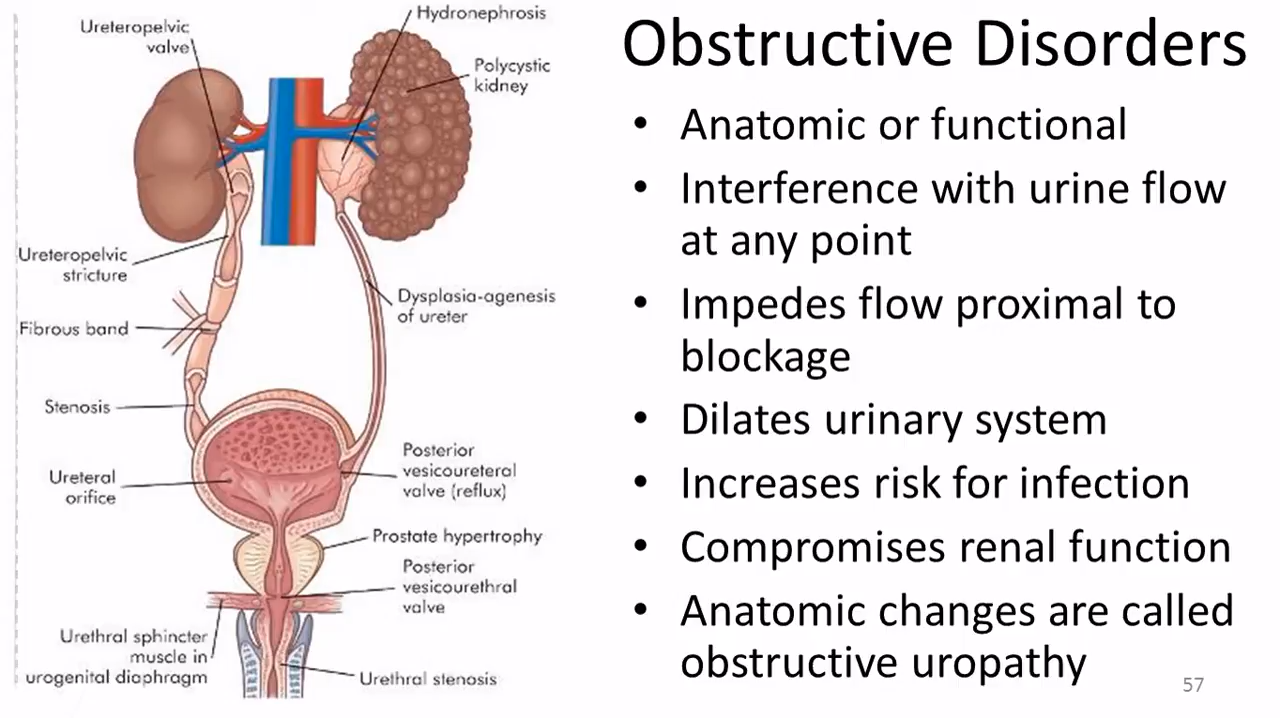 Ureteropelvic
valve
Hydronephrosis
Polycystic
kidney
Ureteropelvic
stricture
Dysplasia-agenesis
of ureter
Fibrous band
Stenosis
Ureteral
orifice
Posterior
vesicoureteral
valve (reflux)
Prostate hypertrophy
Posterior
vesicourethral
valve
Urethral sphincter
muscle in
urogenital diaphragm
Urethral stenosis
Obstructive Disorders
• Anatomic or functional
• Interference with urine flow
at any point
• Impedes flow proximal to
blockage
• Dilates urinary system
• Increases risk for infection
• Compromises renal function
• Anatomic changes are called
obstructive uropathy
57